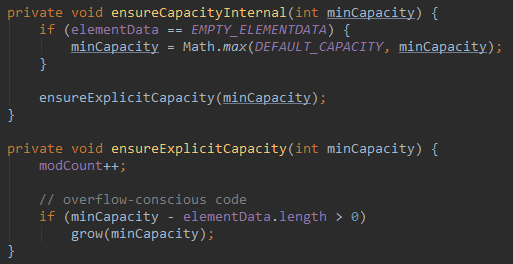 private void ensureCapacityInternal(int minCapacity) {
    if (elementData == EMPTY_ELEMENTDATA) {
        minCapacity = Math.max(DEFAULT_CAPACITY, minCapacity);
    }

    ensureExplicitCapacity(minCapacity);
}

private void ensureExplicitCapacity(int minCapacity) {
    modCount++;

    // overflow-conscious code
    if (minCapacity - elementData.length > 0)
        grow(minCapacity);
}